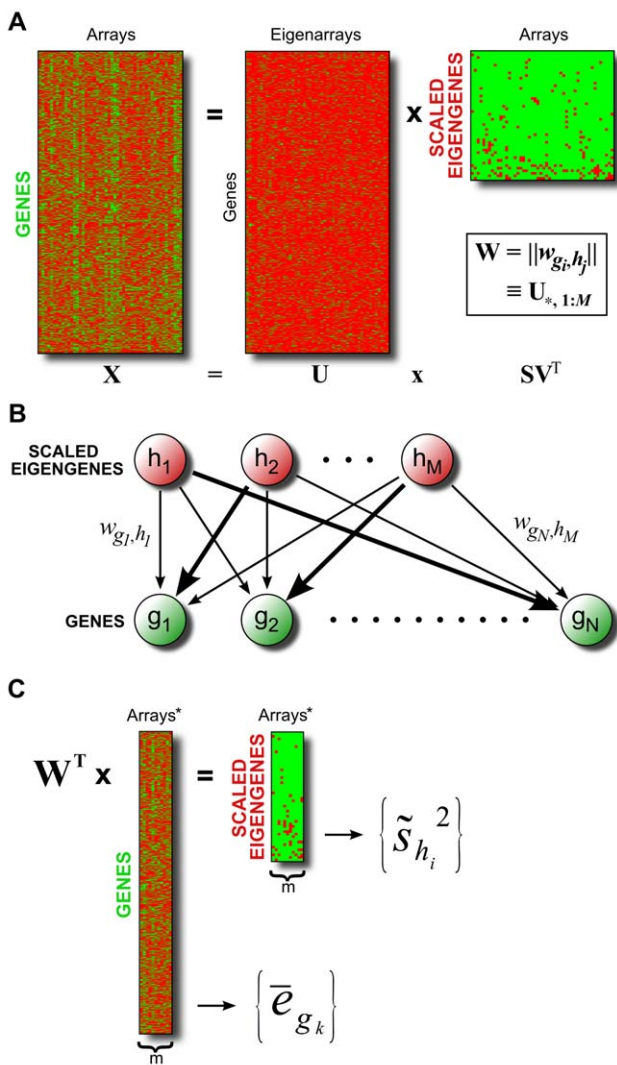 A
Arrays
Eigenarrays
Arrays
GENES
=
Genes
x
SCALED
EIGENGENES
W = ||w_{g_i,h_j}||
≡ U_{*, 1:M}
X = U x SV^T
B
SCALED
EIGENGENES
h_1 h_2 · · · h_M
w_{g_1,h_1}
w_{g_N,h_M}
GENES
g_1 g_2 · · · · · · · · · · g_N
C
Arrays*
Arrays*
W^T x
=
GENES
SCALED
EIGENGENES
{ s̃_{h_i}^2 }
m
{ e̅_{g_k} }
m